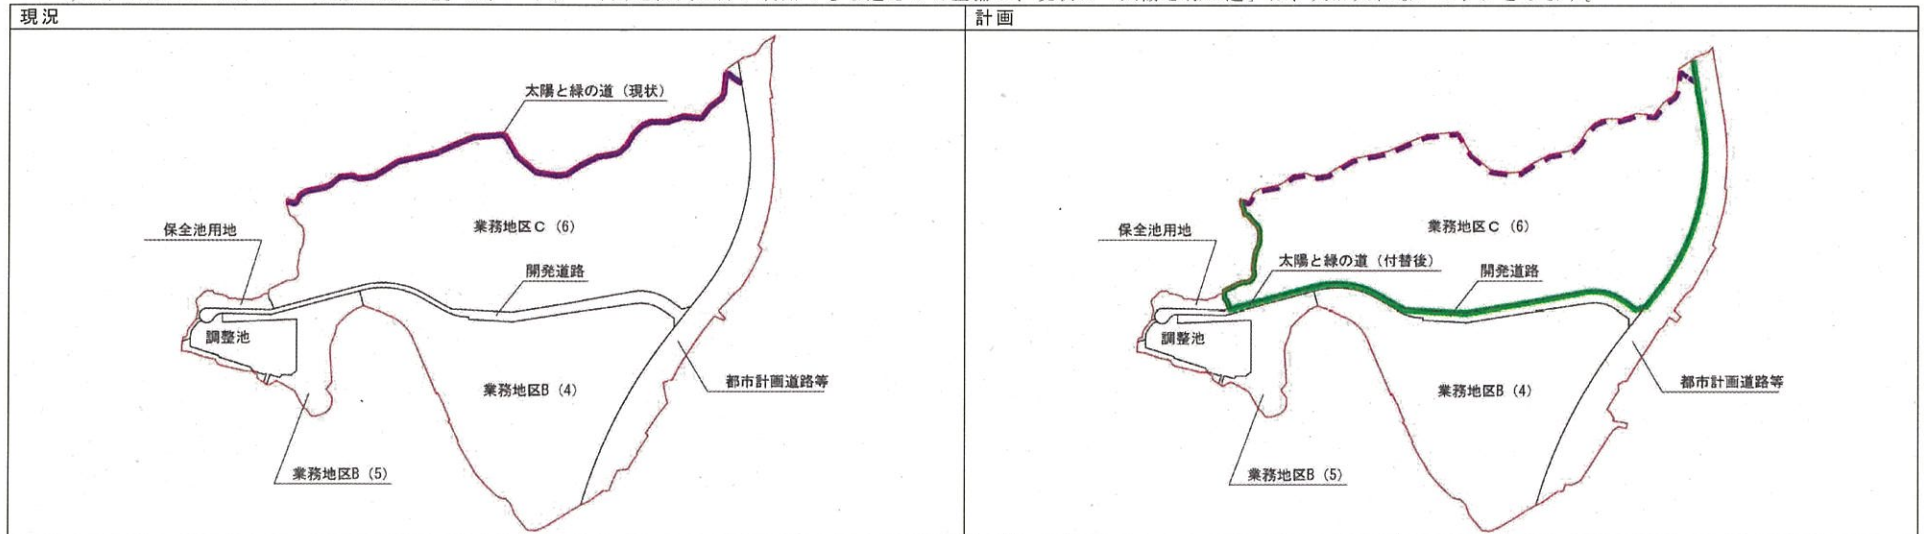 現況
太陽と緑の道（現状）
業務地区C（6）
保全池用地
開発道路
調整池
業務地区B（4）
都市計画道路等
業務地区B（5）
計画
業務地区C（6）
保全池用地
太陽と緑の道（付替後）
開発道路
調整池
業務地区B（4）
都市計画道路等
業務地区B（5）